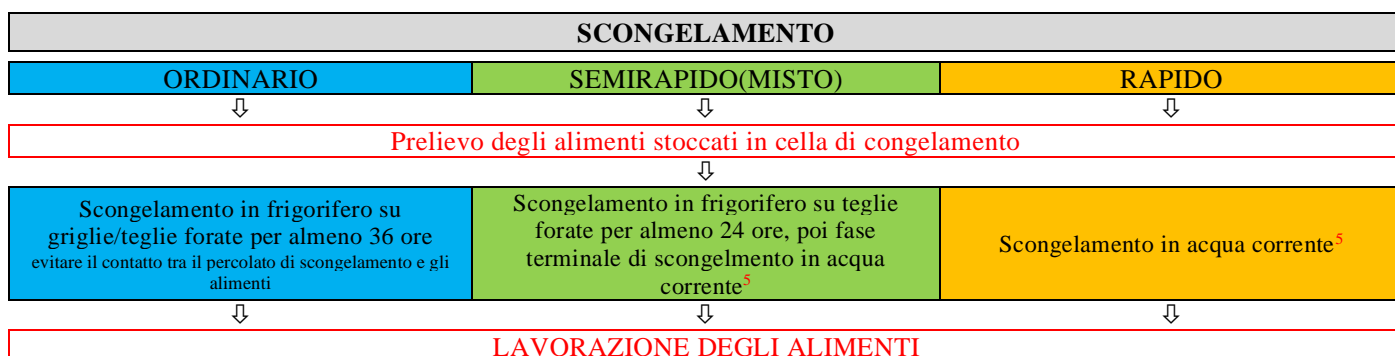 SCONGELAMENTO
ORDINARIO
SEMIRAPIDO(MISTO)
RAPIDO
⇩ ⇩ ⇩
Prelievo degli alimenti stoccati in cella di congelamento
⇩
Scongelamento in frigorifero su
griglie/teglie forate per almeno 36 ore
evitare il contatto tra il percolato di scongelamento e gli
alimenti
Scongelamento in frigorifero su teglie
forate per almeno 24 ore, poi fase
terminale di scongelmento in acqua
corrente⁵
Scongelamento in acqua corrente⁵
⇩ ⇩ ⇩
LAVORAZIONE DEGLI ALIMENTI